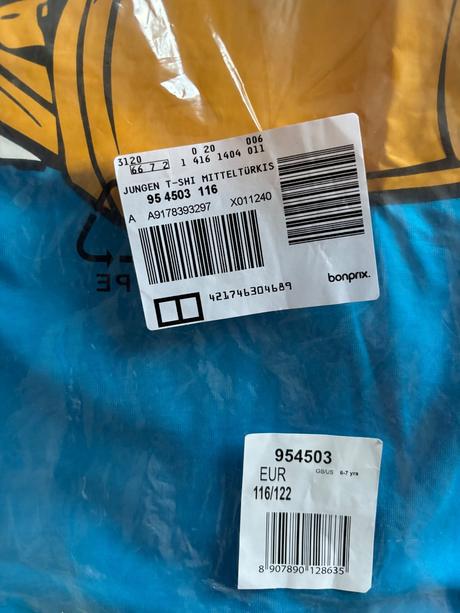 3120 0 20 006
66 7 2 1 416 1404 011
JUNGEN T-SHI MITTELTÜRKIS
95 4503 116
A A9178393297 X011240
421746304689
bonprix.
PE
954503
EUR GB/US 6-7 yrs
116/122
8 907890 128635